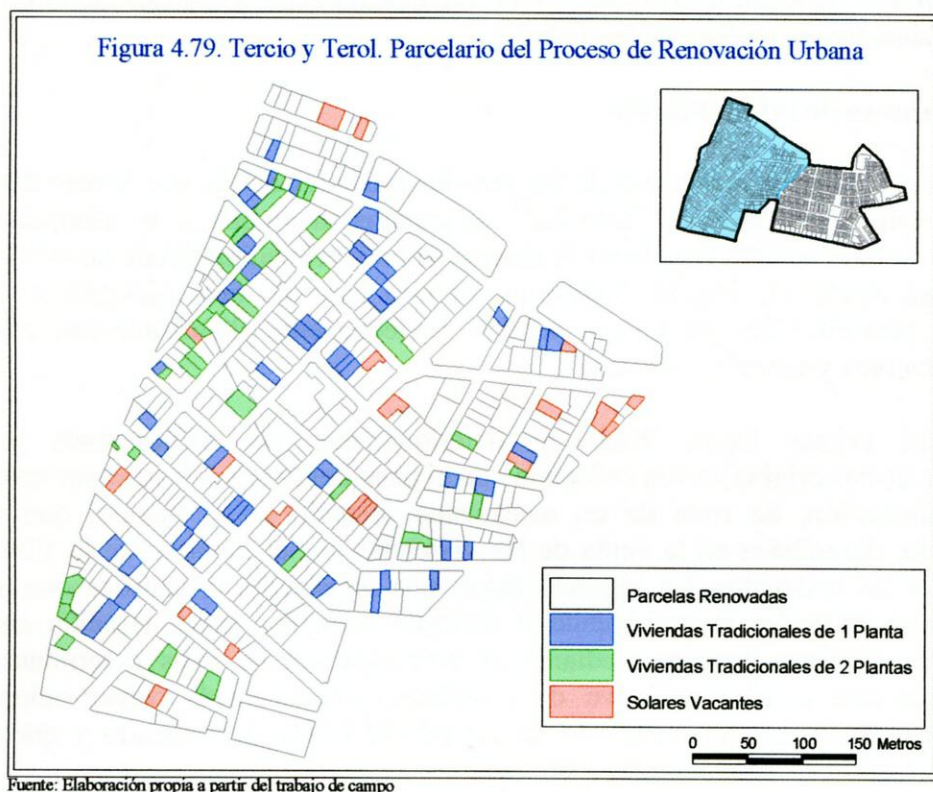 Figura 4.79. Tercio y Terol. Parcelario del Proceso de Renovación Urbana
Parcelas Renovadas
Viviendas Tradicionales de 1 Planta
Viviendas Tradicionales de 2 Plantas
Solares Vacantes
0 50 100 150 Metros
Fuente: Elaboración propia a partir del trabajo de campo